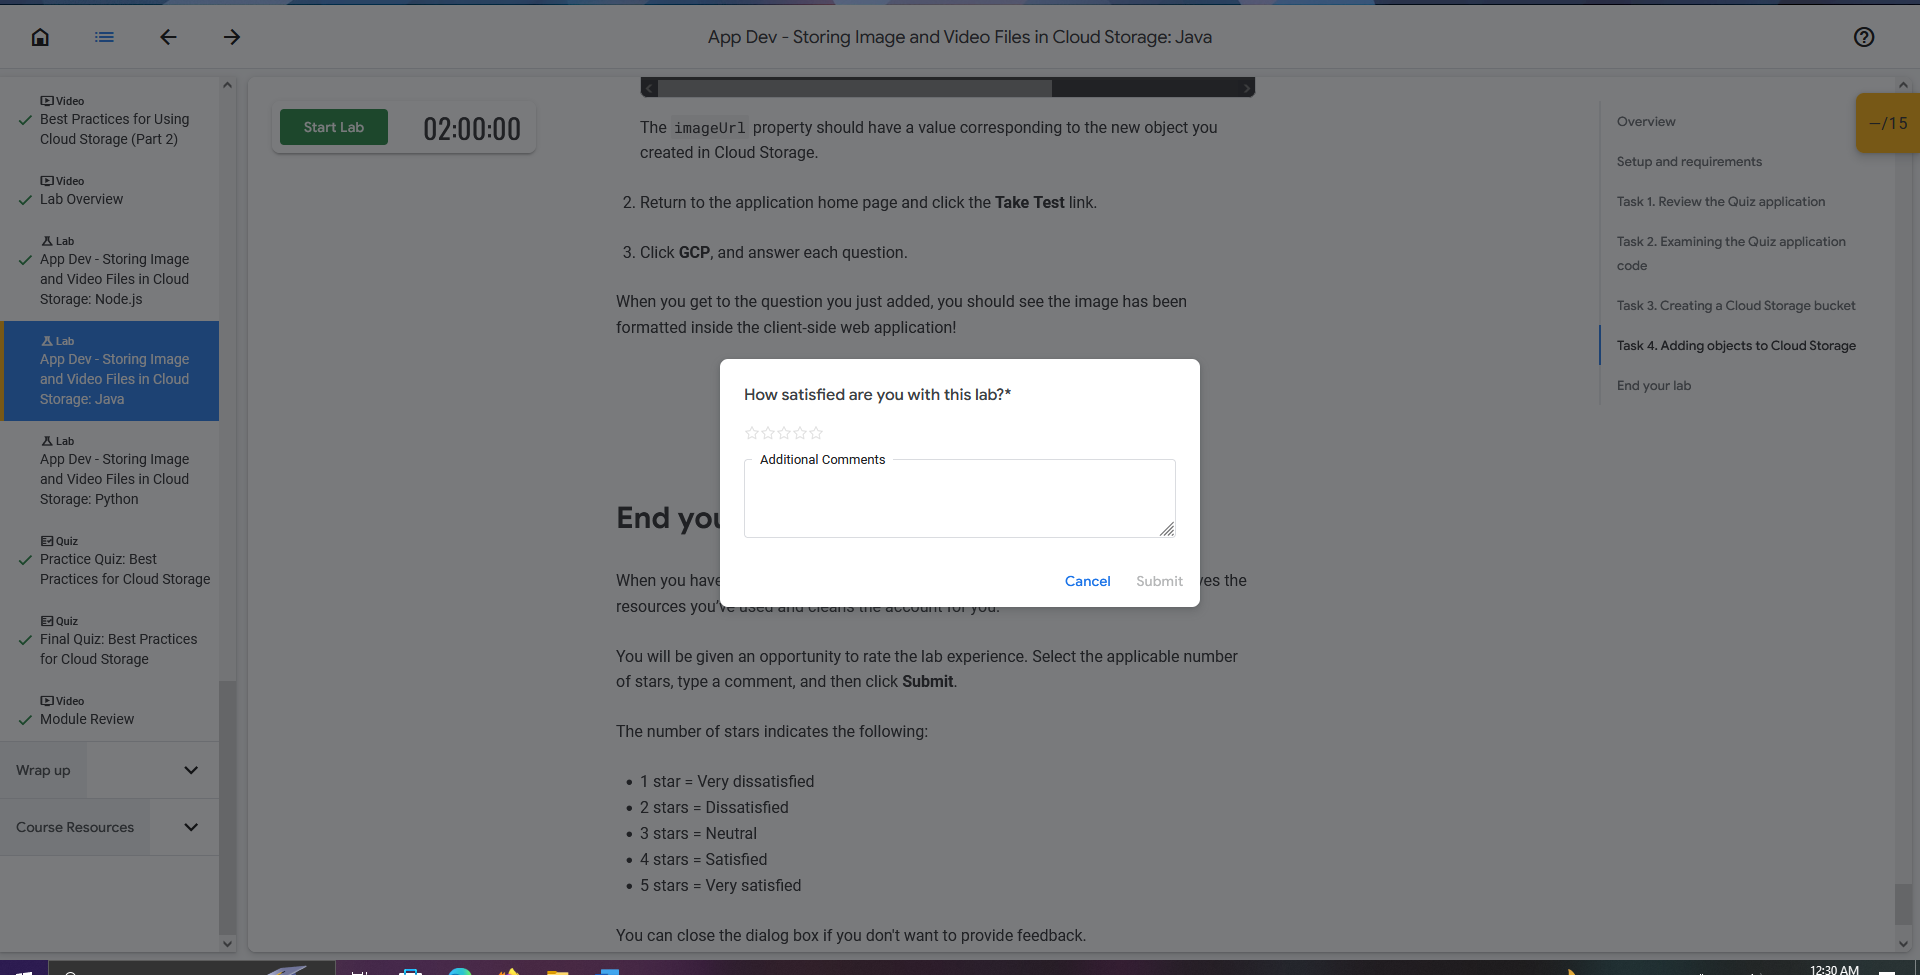 App Dev - Storing Image and Video Files in Cloud Storage: Java
Video
Best Practices for Using
Cloud Storage (Part 2)
Video
Lab Overview
Lab
App Dev - Storing Image
and Video Files in Cloud
Storage: Node.js
Lab
App Dev - Storing Image
and Video Files in Cloud
Storage: Java
Lab
App Dev - Storing Image
and Video Files in Cloud
Storage: Python
Quiz
Practice Quiz: Best
Practices for Cloud Storage
Quiz
Final Quiz: Best Practices
for Cloud Storage
Video
Module Review
Wrap up
Course Resources
Start Lab
02:00:00
The imageUrl property should have a value corresponding to the new object you
created in Cloud Storage.
2. Return to the application home page and click the Take Test link.
3. Click GCP, and answer each question.
When you get to the question you just added, you should see the image has been
formatted inside the client-side web application!
How satisfied are you with this lab?*
Additional Comments
Cancel
Submit
End you
When you have
ves the
resources you've used and cleans the account for you.
You will be given an opportunity to rate the lab experience. Select the applicable number
of stars, type a comment, and then click Submit.
The number of stars indicates the following:
• 1 star = Very dissatisfied
• 2 stars = Dissatisfied
• 3 stars = Neutral
• 4 stars = Satisfied
• 5 stars = Very satisfied
You can close the dialog box if you don't want to provide feedback.
Overview
Setup and requirements
Task 1. Review the Quiz application
Task 2. Examining the Quiz application
code
Task 3. Creating a Cloud Storage bucket
Task 4. Adding objects to Cloud Storage
End your lab
—/15
12:30 AM